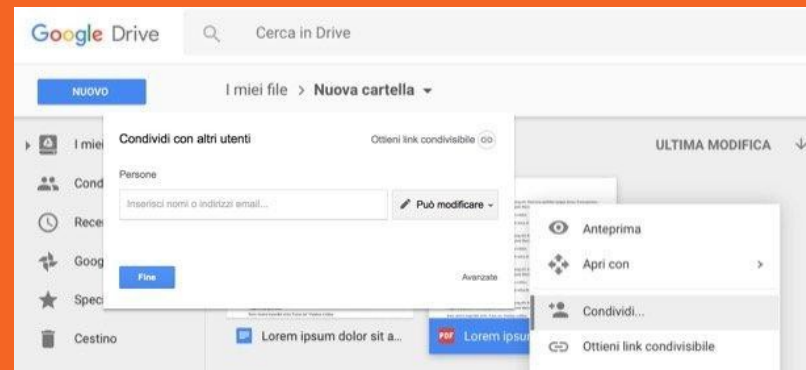 Google Drive
Cerca in Drive
NUOVO
I miei file > Nuova cartella
Condividi con altri utenti
Ottieni link condivisibile
Persone
Inserisci nomi o indirizzi email...
Può modificare
Fine
Avanzate
I miei
Cond
Rece
Goog
Spec
Cestino
ULTIMA MODIFICA
Lorem ipsum dolor sit a...
PDF Lorem ipsu
Anteprima
Apri con
Condividi...
Ottieni link condivisibile